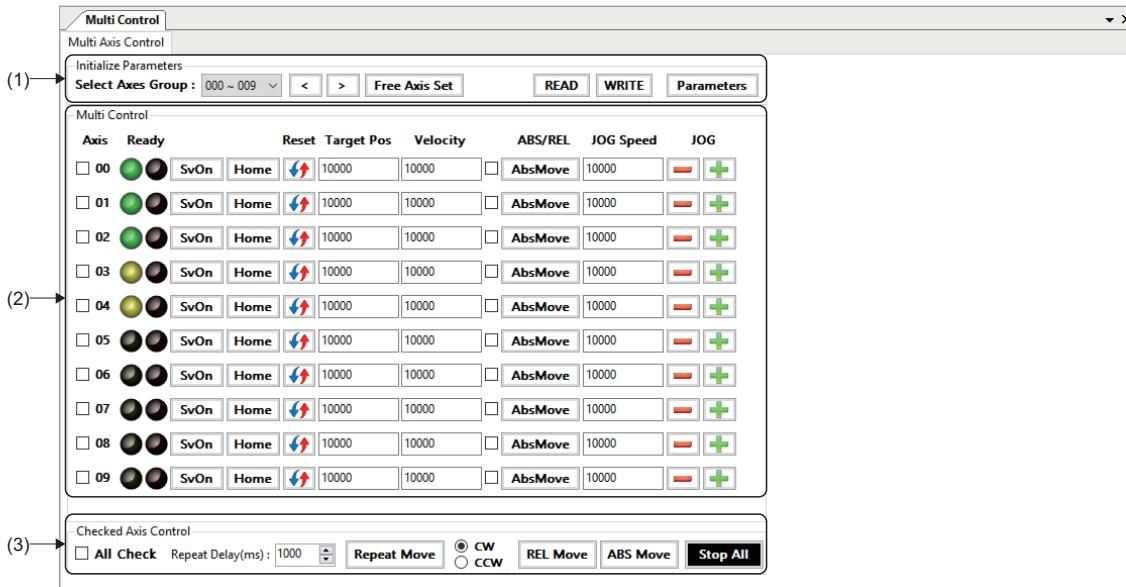 Multi Control
Multi Axis Control
Initialize Parameters
(1) Select Axes Group : 000 ~ 009 < > Free Axis Set READ WRITE Parameters
Multi Control
Axis Ready Reset Target Pos Velocity ABS/REL JOG Speed JOG
00 SvOn Home 10000 10000 AbsMove 10000
01 SvOn Home 10000 10000 AbsMove 10000
02 SvOn Home 10000 10000 AbsMove 10000
03 SvOn Home 10000 10000 AbsMove 10000
(2) 04 SvOn Home 10000 10000 AbsMove 10000
05 SvOn Home 10000 10000 AbsMove 10000
06 SvOn Home 10000 10000 AbsMove 10000
07 SvOn Home 10000 10000 AbsMove 10000
08 SvOn Home 10000 10000 AbsMove 10000
09 SvOn Home 10000 10000 AbsMove 10000
Checked Axis Control
(3) All Check Repeat Delay(ms) : 1000 Repeat Move CW REL Move ABS Move Stop All
CCW